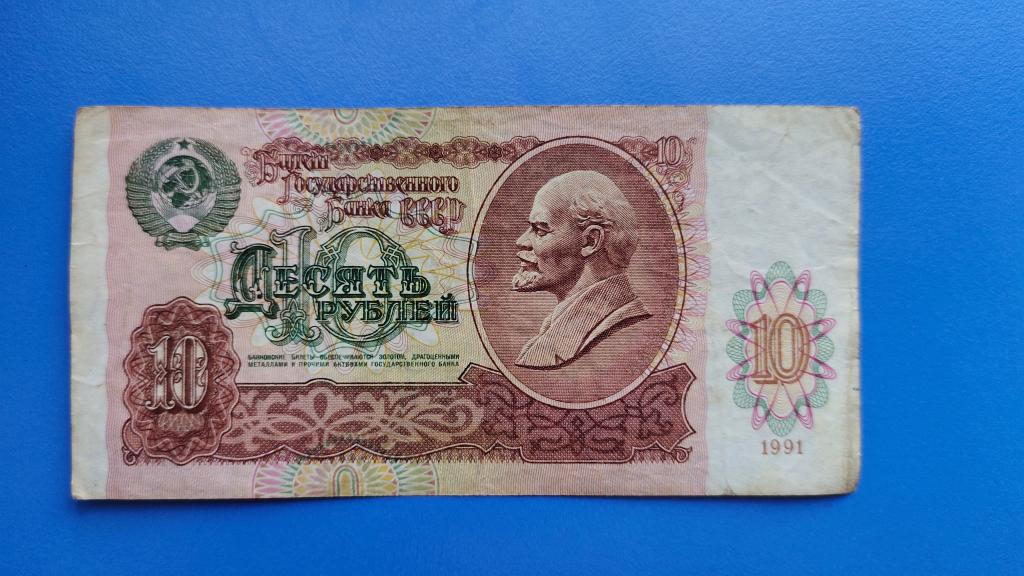 Билет
Государственного
Банка СССР
10
10
Десять
рублей
БАНКОВСКИЕ БИЛЕТЫ ОБЕСПЕЧИВАЮТСЯ ЗОЛОТОМ, ДРАГОЦЕННЫМИ
МЕТАЛЛАМИ И ПРОЧИМИ АКТИВАМИ ГОСУДАРСТВЕННОГО БАНКА
10
10
1991